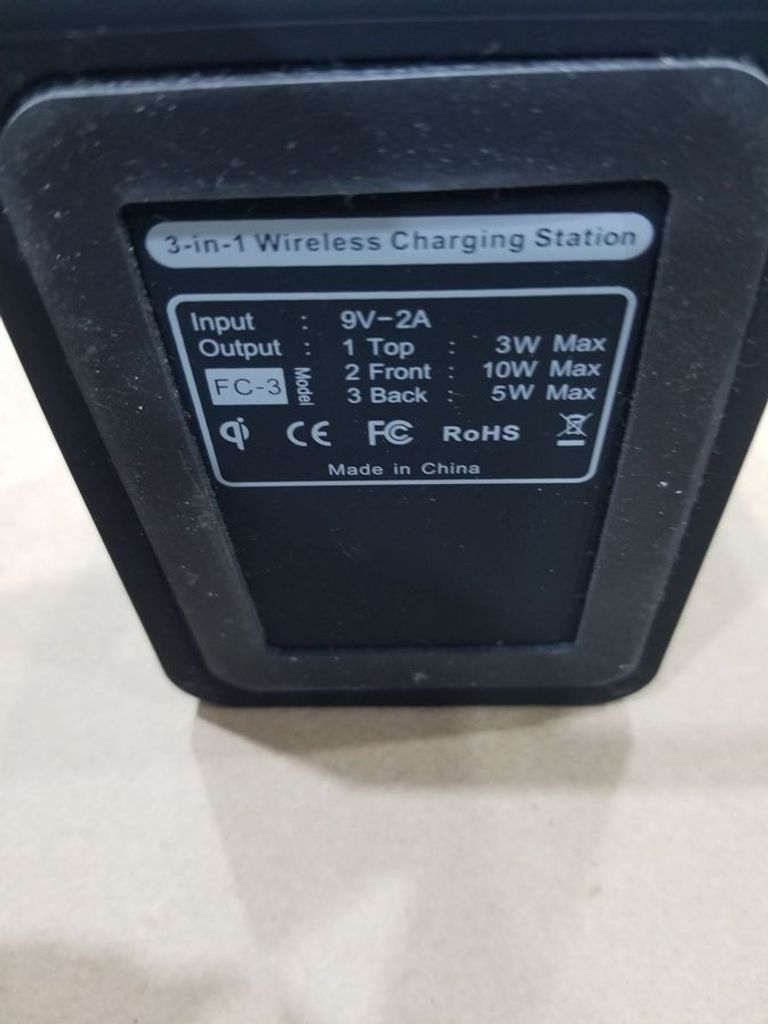 3-in-1 Wireless Charging Station
Input : 9V-2A
Output : 1 Top : 3W Max
FC-3 Model 2 Front : 10W Max
3 Back : 5W Max
qi CE FC RoHS
Made in China